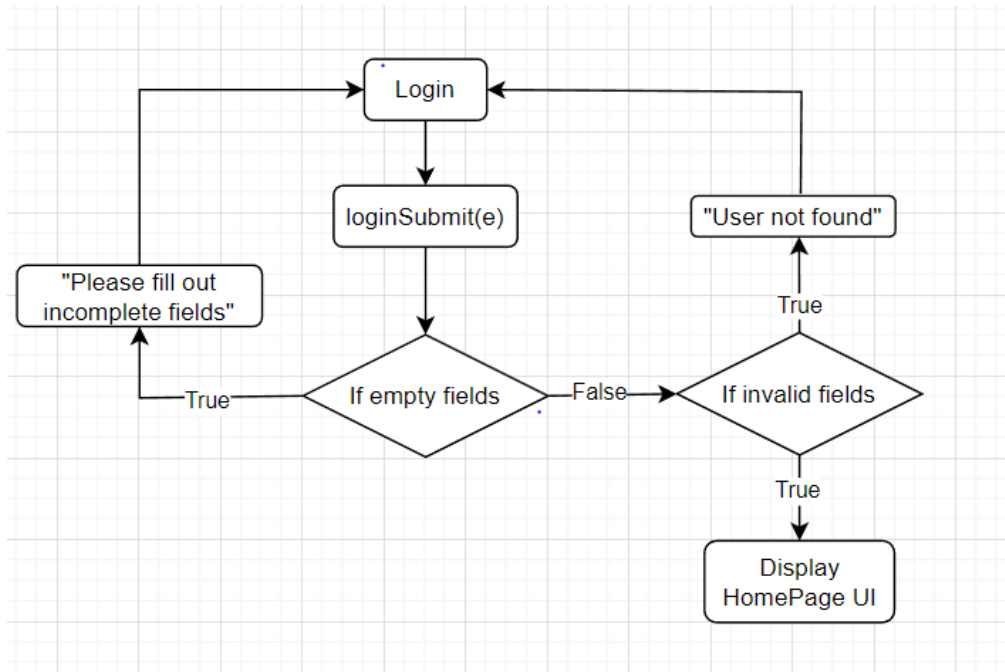 Login
loginSubmit(e)
"User not found"
"Please fill out
incomplete fields"
True
If empty fields
True
False
If invalid fields
True
Display
HomePage UI